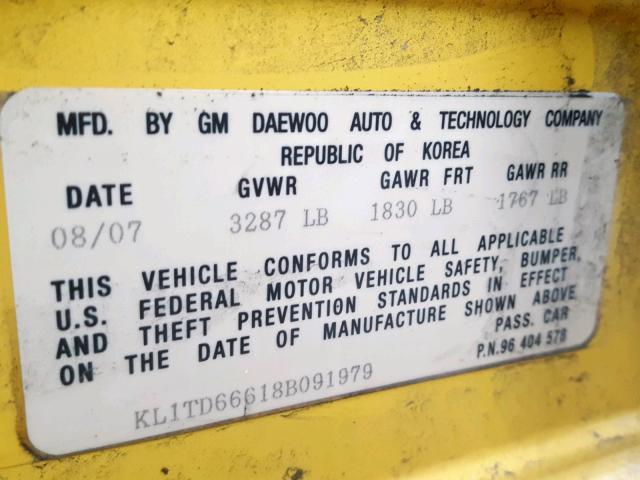 MFD. BY GM DAEWOO AUTO & TECHNOLOGY COMPANY
REPUBLIC OF KOREA
DATE GVWR GAWR FRT GAWR RR
08/07 3287 LB 1830 LB 1767 LB
THIS VEHICLE CONFORMS TO ALL APPLICABLE
U.S. FEDERAL MOTOR VEHICLE SAFETY, BUMPER,
AND THEFT PREVENTION STANDARDS IN EFFECT
ON THE DATE OF MANUFACTURE SHOWN ABOVE
PASS. CAR
KL1TD66618B091979 P.N.96 404 578